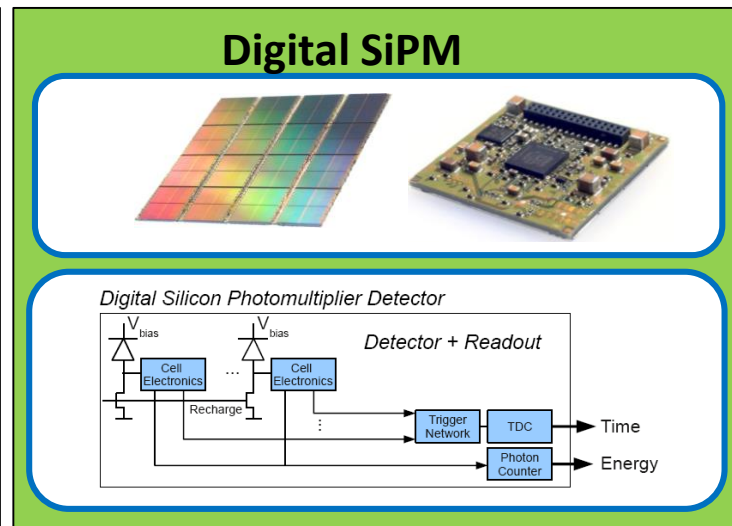 Digital SiPM
Digital Silicon Photomultiplier Detector
V bias
V bias
Detector + Readout
Cell
Electronics
...
Cell
Electronics
Recharge
...
Trigger
Network
TDC
Time
Photon
Counter
Energy